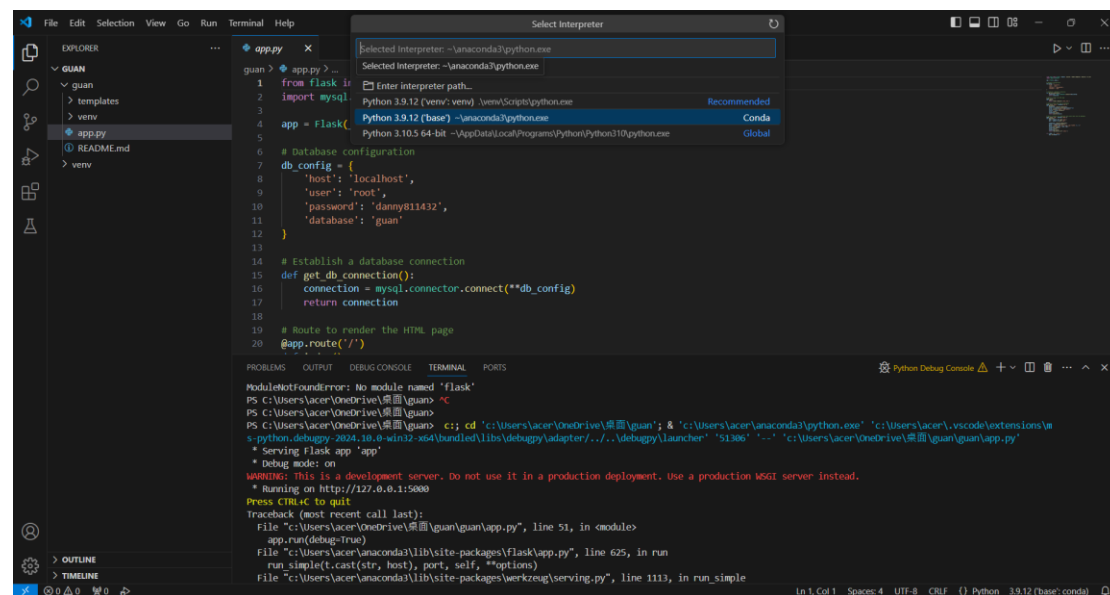 File Edit Selection View Go Run Terminal Help
Select Interpreter
EXPLORER
app.py
Selected Interpreter: ~\anaconda3\python.exe
Selected Interpreter: ~\anaconda3\python.exe
GUAN
guan
templates
venv
app.py
README.md
venv
guan > app.py > ...
Enter interpreter path...
Python 3.9.12 ('venv': venv) .\venv\Scripts\python.exe Recommended
Python 3.9.12 ('base') ~\anaconda3\python.exe Conda
Python 3.10.5 64-bit ~\AppData\Local\Programs\Python\Python310\python.exe Global
1 from flask i
2 import mysql.
3
4 app = Flask(
5
6 # Database configuration
7 db_config = {
8 'host': 'localhost',
9 'user': 'root',
10 'password': 'danny811432',
11 'database': 'guan'
12 }
13
14 # Establish a database connection
15 def get_db_connection():
16 connection = mysql.connector.connect(**db_config)
17 return connection
18
19 # Route to render the HTML page
20 @app.route('/')
PROBLEMS OUTPUT DEBUG CONSOLE TERMINAL PORTS
Python Debug Console
ModuleNotFoundError: No module named 'flask'
PS C:\Users\acer\OneDrive\桌面\guan> ^C
PS C:\Users\acer\OneDrive\桌面\guan>
PS C:\Users\acer\OneDrive\桌面\guan> c:; cd 'c:\Users\acer\OneDrive\桌面\guan'; & 'c:\Users\acer\anaconda3\python.exe' 'c:\Users\acer\.vscode\extensions\m
s-python.debugpy-2024.10.0-win32-x64\bundled\libs\debugpy\adapter/../..\debugpy\launcher' '51306' '--' 'c:\Users\acer\OneDrive\桌面\guan\guan\app.py'
* Serving Flask app 'app'
* Debug mode: on
WARNING: This is a development server. Do not use it in a production deployment. Use a production WSGI server instead.
* Running on http://127.0.0.1:5000
Press CTRL+C to quit
Traceback (most recent call last):
File "c:\Users\acer\OneDrive\桌面\guan\guan\app.py", line 51, in <module>
app.run(debug=True)
File "c:\Users\acer\anaconda3\lib\site-packages\flask\app.py", line 625, in run
run_simple(t.cast(str, host), port, self, **options)
File "c:\Users\acer\anaconda3\lib\site-packages\werkzeug\serving.py", line 1113, in run_simple
OUTLINE
TIMELINE
0 0 0
Ln 1, Col 1 Spaces: 4 UTF-8 CRLF {} Python 3.9.12 ('base': conda)